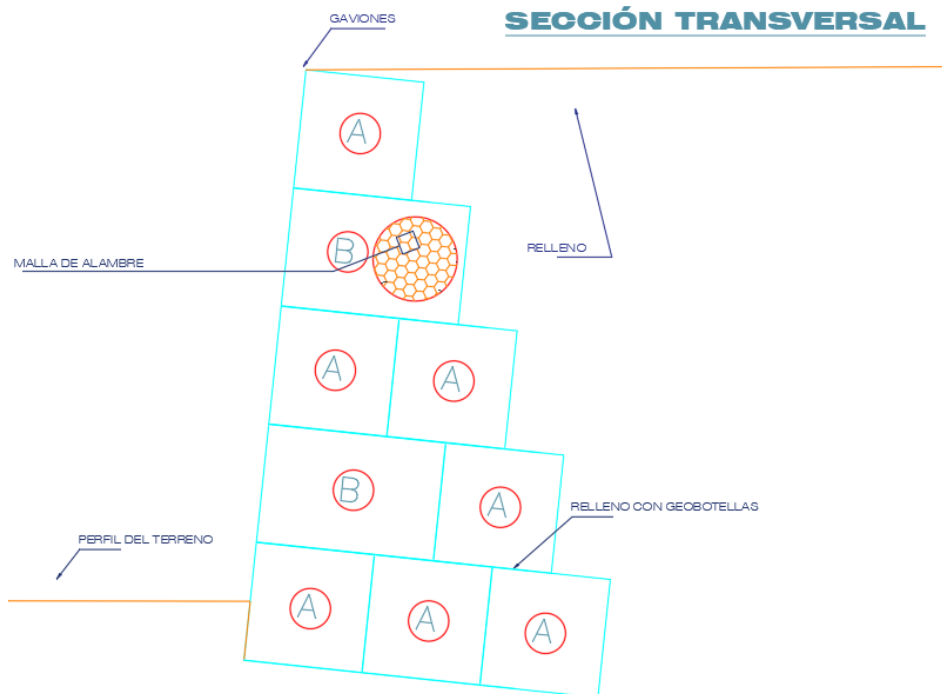 GAVIONES
SECCIÓN TRANSVERSAL
A
B
MALLA DE ALAMBRE
RELLENO
A
A
B
A
RELLENO CON GEOBOTELLAS
PERFIL DEL TERRENO
A
A
A